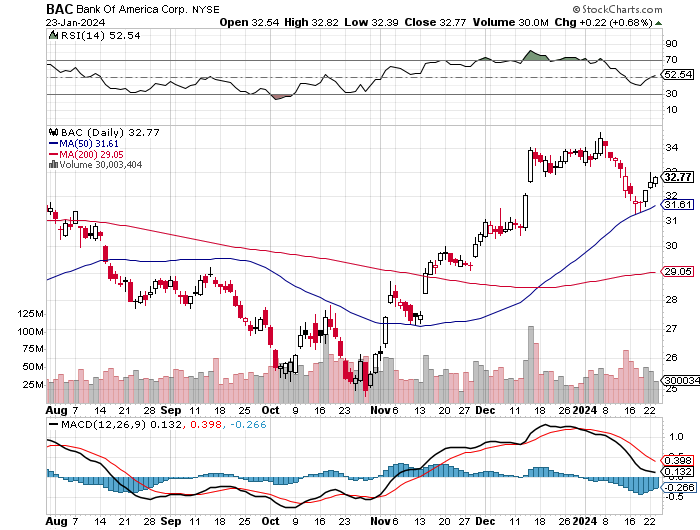 BAC Bank Of America Corp. NYSE © StockCharts.com
23-Jan-2024 Open 32.54 High 32.82 Low 32.39 Close 32.77 Volume 30.0M Chg +0.22 (+0.68%)
RSI(14) 52.54
90
70
52.54
30
10
BAC (Daily) 32.77
MA(50) 31.61
MA(200) 29.05
Volume 30,003,404
34
33
32.77
32
31.61
31
30
29.05
28
27
26
25
300034
125M
100M
75M
50M
25M
Aug 7 14 21 28 Sep 11 18 25 Oct 9 16 23 Nov 6 13 20 27 Dec 11 18 26 2024 8 16 22
MACD(12,26,9) 0.132, 0.398, -0.266
1.0
0.398
0.132
-0.266
-0.5
Aug 7 14 21 28 Sep 11 18 25 Oct 9 16 23 Nov 6 13 20 27 Dec 11 18 26 2024 8 16 22